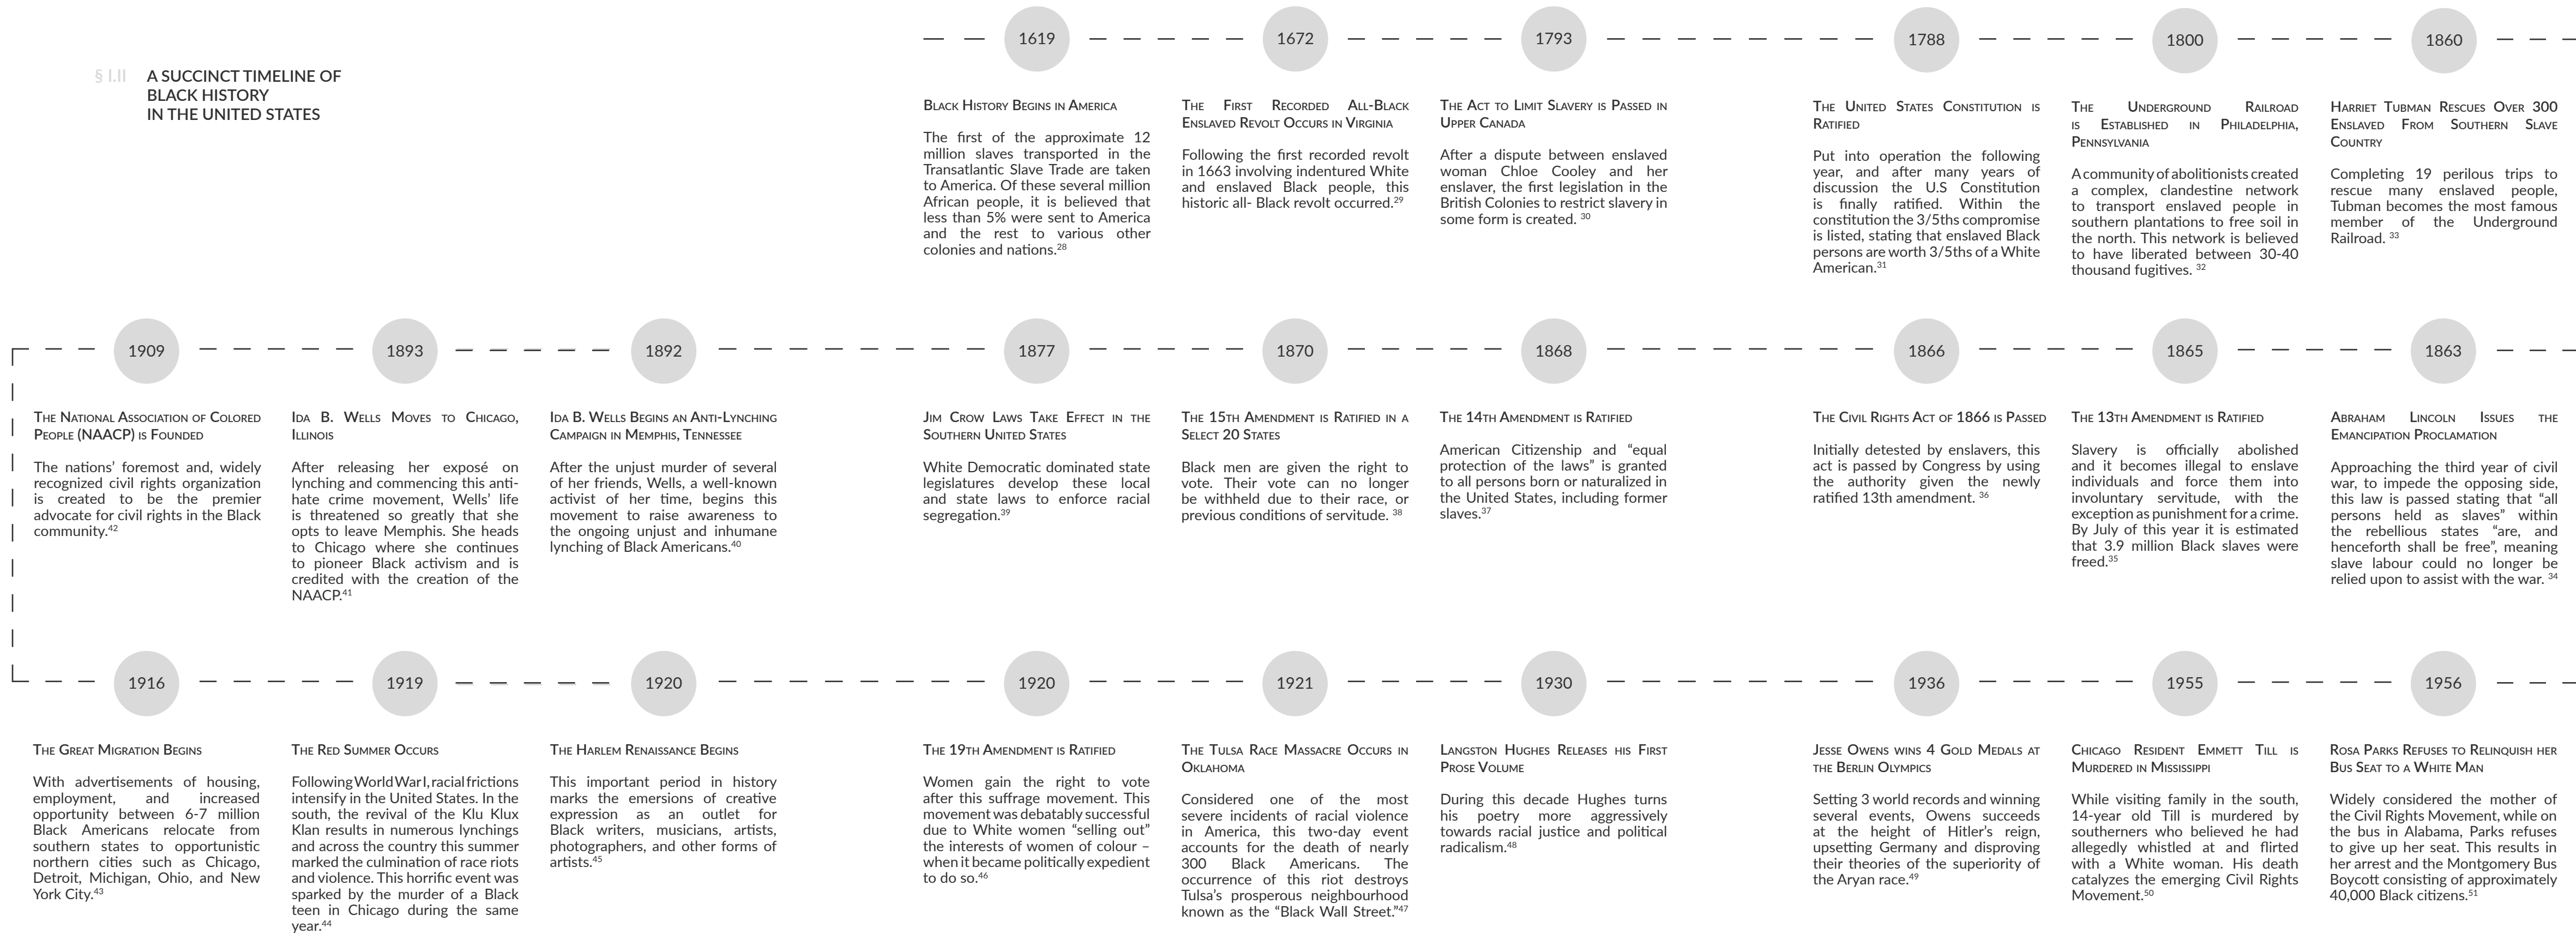 § I.II
A SUCCINCT TIMELINE OF
BLACK HISTORY
IN THE UNITED STATES
1619
BLACK HISTORY BEGINS IN AMERICA
The first of the approximate 12
million slaves transported in the
Transatlantic Slave Trade are taken
to America. Of these several million
African people, it is believed that
less than 5% were sent to America
and the rest to various other
colonies and nations.28
1672
THE FIRST RECORDED ALL-BLACK
ENSLAVED REVOLT OCCURS IN VIRGINIA
Following the first recorded revolt
in 1663 involving indentured White
and enslaved Black people, this
historic all- Black revolt occurred.29
1793
THE ACT TO LIMIT SLAVERY IS PASSED IN
UPPER CANADA
After a dispute between enslaved
woman Chloe Cooley and her
enslaver, the first legislation in the
British Colonies to restrict slavery in
some form is created. 30
1788
THE UNITED STATES CONSTITUTION IS
RATIFIED
Put into operation the following
year, and after many years of
discussion the U.S Constitution
is finally ratified. Within the
constitution the 3/5ths compromise
is listed, stating that enslaved Black
persons are worth 3/5ths of a White
American.31
1800
THE UNDERGROUND RAILROAD
IS ESTABLISHED IN PHILADELPHIA,
PENNSYLVANIA
A community of abolitionists created
a complex, clandestine network
to transport enslaved people in
southern plantations to free soil in
the north. This network is believed
to have liberated between 30-40
thousand fugitives. 32
1860
HARRIET TUBMAN RESCUES OVER 300
ENSLAVED FROM SOUTHERN SLAVE
COUNTRY
Completing 19 perilous trips to
rescue many enslaved people,
Tubman becomes the most famous
member of the Underground
Railroad. 33
1909
THE NATIONAL ASSOCIATION OF COLORED
PEOPLE (NAACP) IS FOUNDED
The nations’ foremost and, widely
recognized civil rights organization
is created to be the premier
advocate for civil rights in the Black
community.42
1893
IDA B. WELLS MOVES TO CHICAGO,
ILLINOIS
After releasing her exposé on
lynching and commencing this anti-
hate crime movement, Wells’ life
is threatened so greatly that she
opts to leave Memphis. She heads
to Chicago where she continues
to pioneer Black activism and is
credited with the creation of the
NAACP.41
1892
IDA B. WELLS BEGINS AN ANTI-LYNCHING
CAMPAIGN IN MEMPHIS, TENNESSEE
After the unjust murder of several
of her friends, Wells, a well-known
activist of her time, begins this
movement to raise awareness to
the ongoing unjust and inhumane
lynching of Black Americans.40
1877
JIM CROW LAWS TAKE EFFECT IN THE
SOUTHERN UNITED STATES
White Democratic dominated state
legislatures develop these local
and state laws to enforce racial
segregation.39
1870
THE 15TH AMENDMENT IS RATIFIED IN A
SELECT 20 STATES
Black men are given the right to
vote. Their vote can no longer
be withheld due to their race, or
previous conditions of servitude. 38
1868
THE 14TH AMENDMENT IS RATIFIED
American Citizenship and “equal
protection of the laws” is granted
to all persons born or naturalized in
the United States, including former
slaves.37
1866
THE CIVIL RIGHTS ACT OF 1866 IS PASSED
Initially detested by enslavers, this
act is passed by Congress by using
the authority given the newly
ratified 13th amendment. 36
1865
THE 13TH AMENDMENT IS RATIFIED
Slavery is officially abolished
and it becomes illegal to enslave
individuals and force them into
involuntary servitude, with the
exception as punishment for a crime.
By July of this year it is estimated
that 3.9 million Black slaves were
freed.35
1863
ABRAHAM LINCOLN ISSUES THE
EMANCIPATION PROCLAMATION
Approaching the third year of civil
war, to impede the opposing side,
this law is passed stating that “all
persons held as slaves” within
the rebellious states “are, and
henceforth shall be free”, meaning
slave labour could no longer be
relied upon to assist with the war. 34
1916
THE GREAT MIGRATION BEGINS
With advertisements of housing,
employment, and increased
opportunity between 6-7 million
Black Americans relocate from
southern states to opportunistic
northern cities such as Chicago,
Detroit, Michigan, Ohio, and New
York City.43
1919
THE RED SUMMER OCCURS
Following World War I, racial frictions
intensify in the United States. In the
south, the revival of the Klu Klux
Klan results in numerous lynchings
and across the country this summer
marked the culmination of race riots
and violence. This horrific event was
sparked by the murder of a Black
teen in Chicago during the same
year.44
1920
THE HARLEM RENAISSANCE BEGINS
This important period in history
marks the emersions of creative
expression as an outlet for
Black writers, musicians, artists,
photographers, and other forms of
artists.45
1920
THE 19TH AMENDMENT IS RATIFIED
Women gain the right to vote
after this suffrage movement. This
movement was debatably successful
due to White women “selling out”
the interests of women of colour –
when it became politically expedient
to do so.46
1921
THE TULSA RACE MASSACRE OCCURS IN
OKLAHOMA
Considered one of the most
severe incidents of racial violence
in America, this two-day event
accounts for the death of nearly
300 Black Americans. The
occurrence of this riot destroys
Tulsa’s prosperous neighbourhood
known as the “Black Wall Street.”47
1930
LANGSTON HUGHES RELEASES HIS FIRST
PROSE VOLUME
During this decade Hughes turns
his poetry more aggressively
towards racial justice and political
radicalism.48
1936
JESSE OWENS WINS 4 GOLD MEDALS AT
THE BERLIN OLYMPICS
Setting 3 world records and winning
several events, Owens succeeds
at the height of Hitler’s reign,
upsetting Germany and disproving
their theories of the superiority of
the Aryan race.49
1955
CHICAGO RESIDENT EMMETT TILL IS
MURDERED IN MISSISSIPPI
While visiting family in the south,
14-year old Till is murdered by
southerners who believed he had
allegedly whistled at and flirted
with a White woman. His death
catalyzes the emerging Civil Rights
Movement.50
1956
ROSA PARKS REFUSES TO RELINQUISH HER
BUS SEAT TO A WHITE MAN
Widely considered the mother of
the Civil Rights Movement, while on
the bus in Alabama, Parks refuses
to give up her seat. This results in
her arrest and the Montgomery Bus
Boycott consisting of approximately
40,000 Black citizens.51